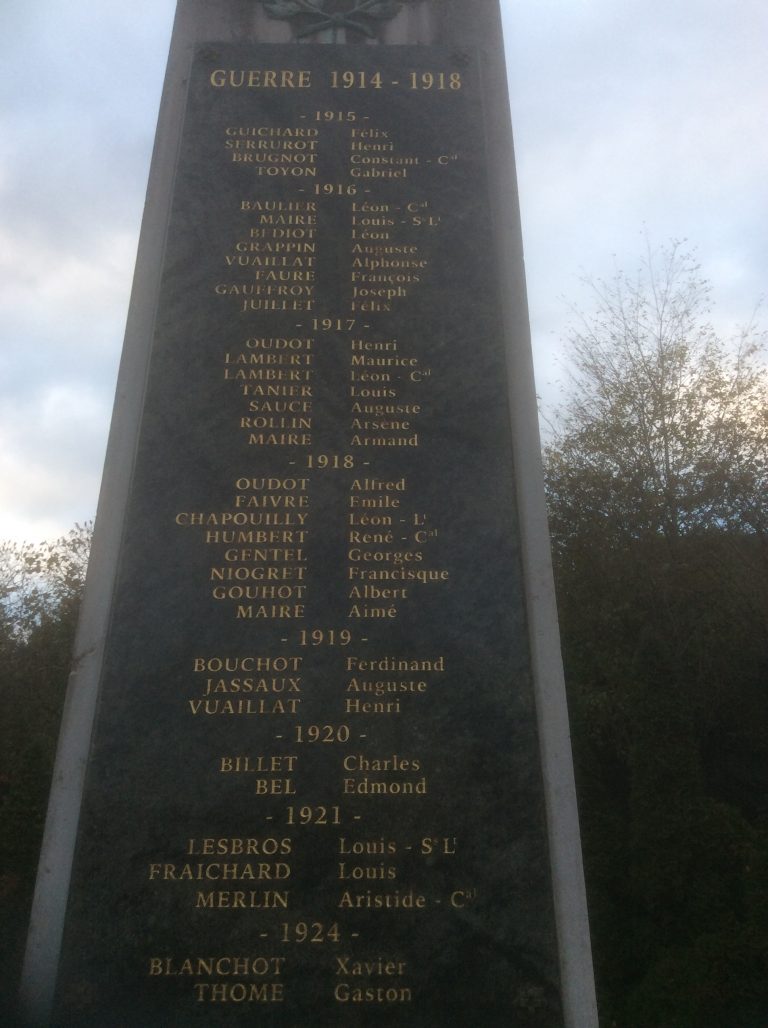 GUERRE 1914 - 1918
- 1915 -
GUICHARD Félix
SERRUROT Henri
BRUGNOT Constant - Cal
TOYON Gabriel
- 1916 -
BAULIER Léon - Cal
MAIRE Louis - Se Lt
BEDIOT Léon
GRAPPIN Auguste
VUAILLAT Alphonse
FAURE François
GAUFFROY Joseph
JUILLET Félix
- 1917 -
OUDOT Henri
LAMBERT Maurice
LAMBERT Léon - Cal
TANIER Louis
SAUCE Auguste
ROLLIN Arsène
MAIRE Armand
- 1918 -
OUDOT Alfred
FAIVRE Emile
CHAPOUILLY Léon - Lt
HUMBERT René - Cal
GENTEL Georges
NIOGRET Francisque
GOUHOT Albert
MAIRE Aimé
- 1919 -
BOUCHOT Ferdinand
JASSAUX Auguste
VUAILLAT Henri
- 1920 -
BILLET Charles
BEL Edmond
- 1921 -
LESBROS Louis - Se Lt
FRAICHARD Louis
MERLIN Aristide - Cal
- 1924 -
BLANCHOT Xavier
THOME Gaston